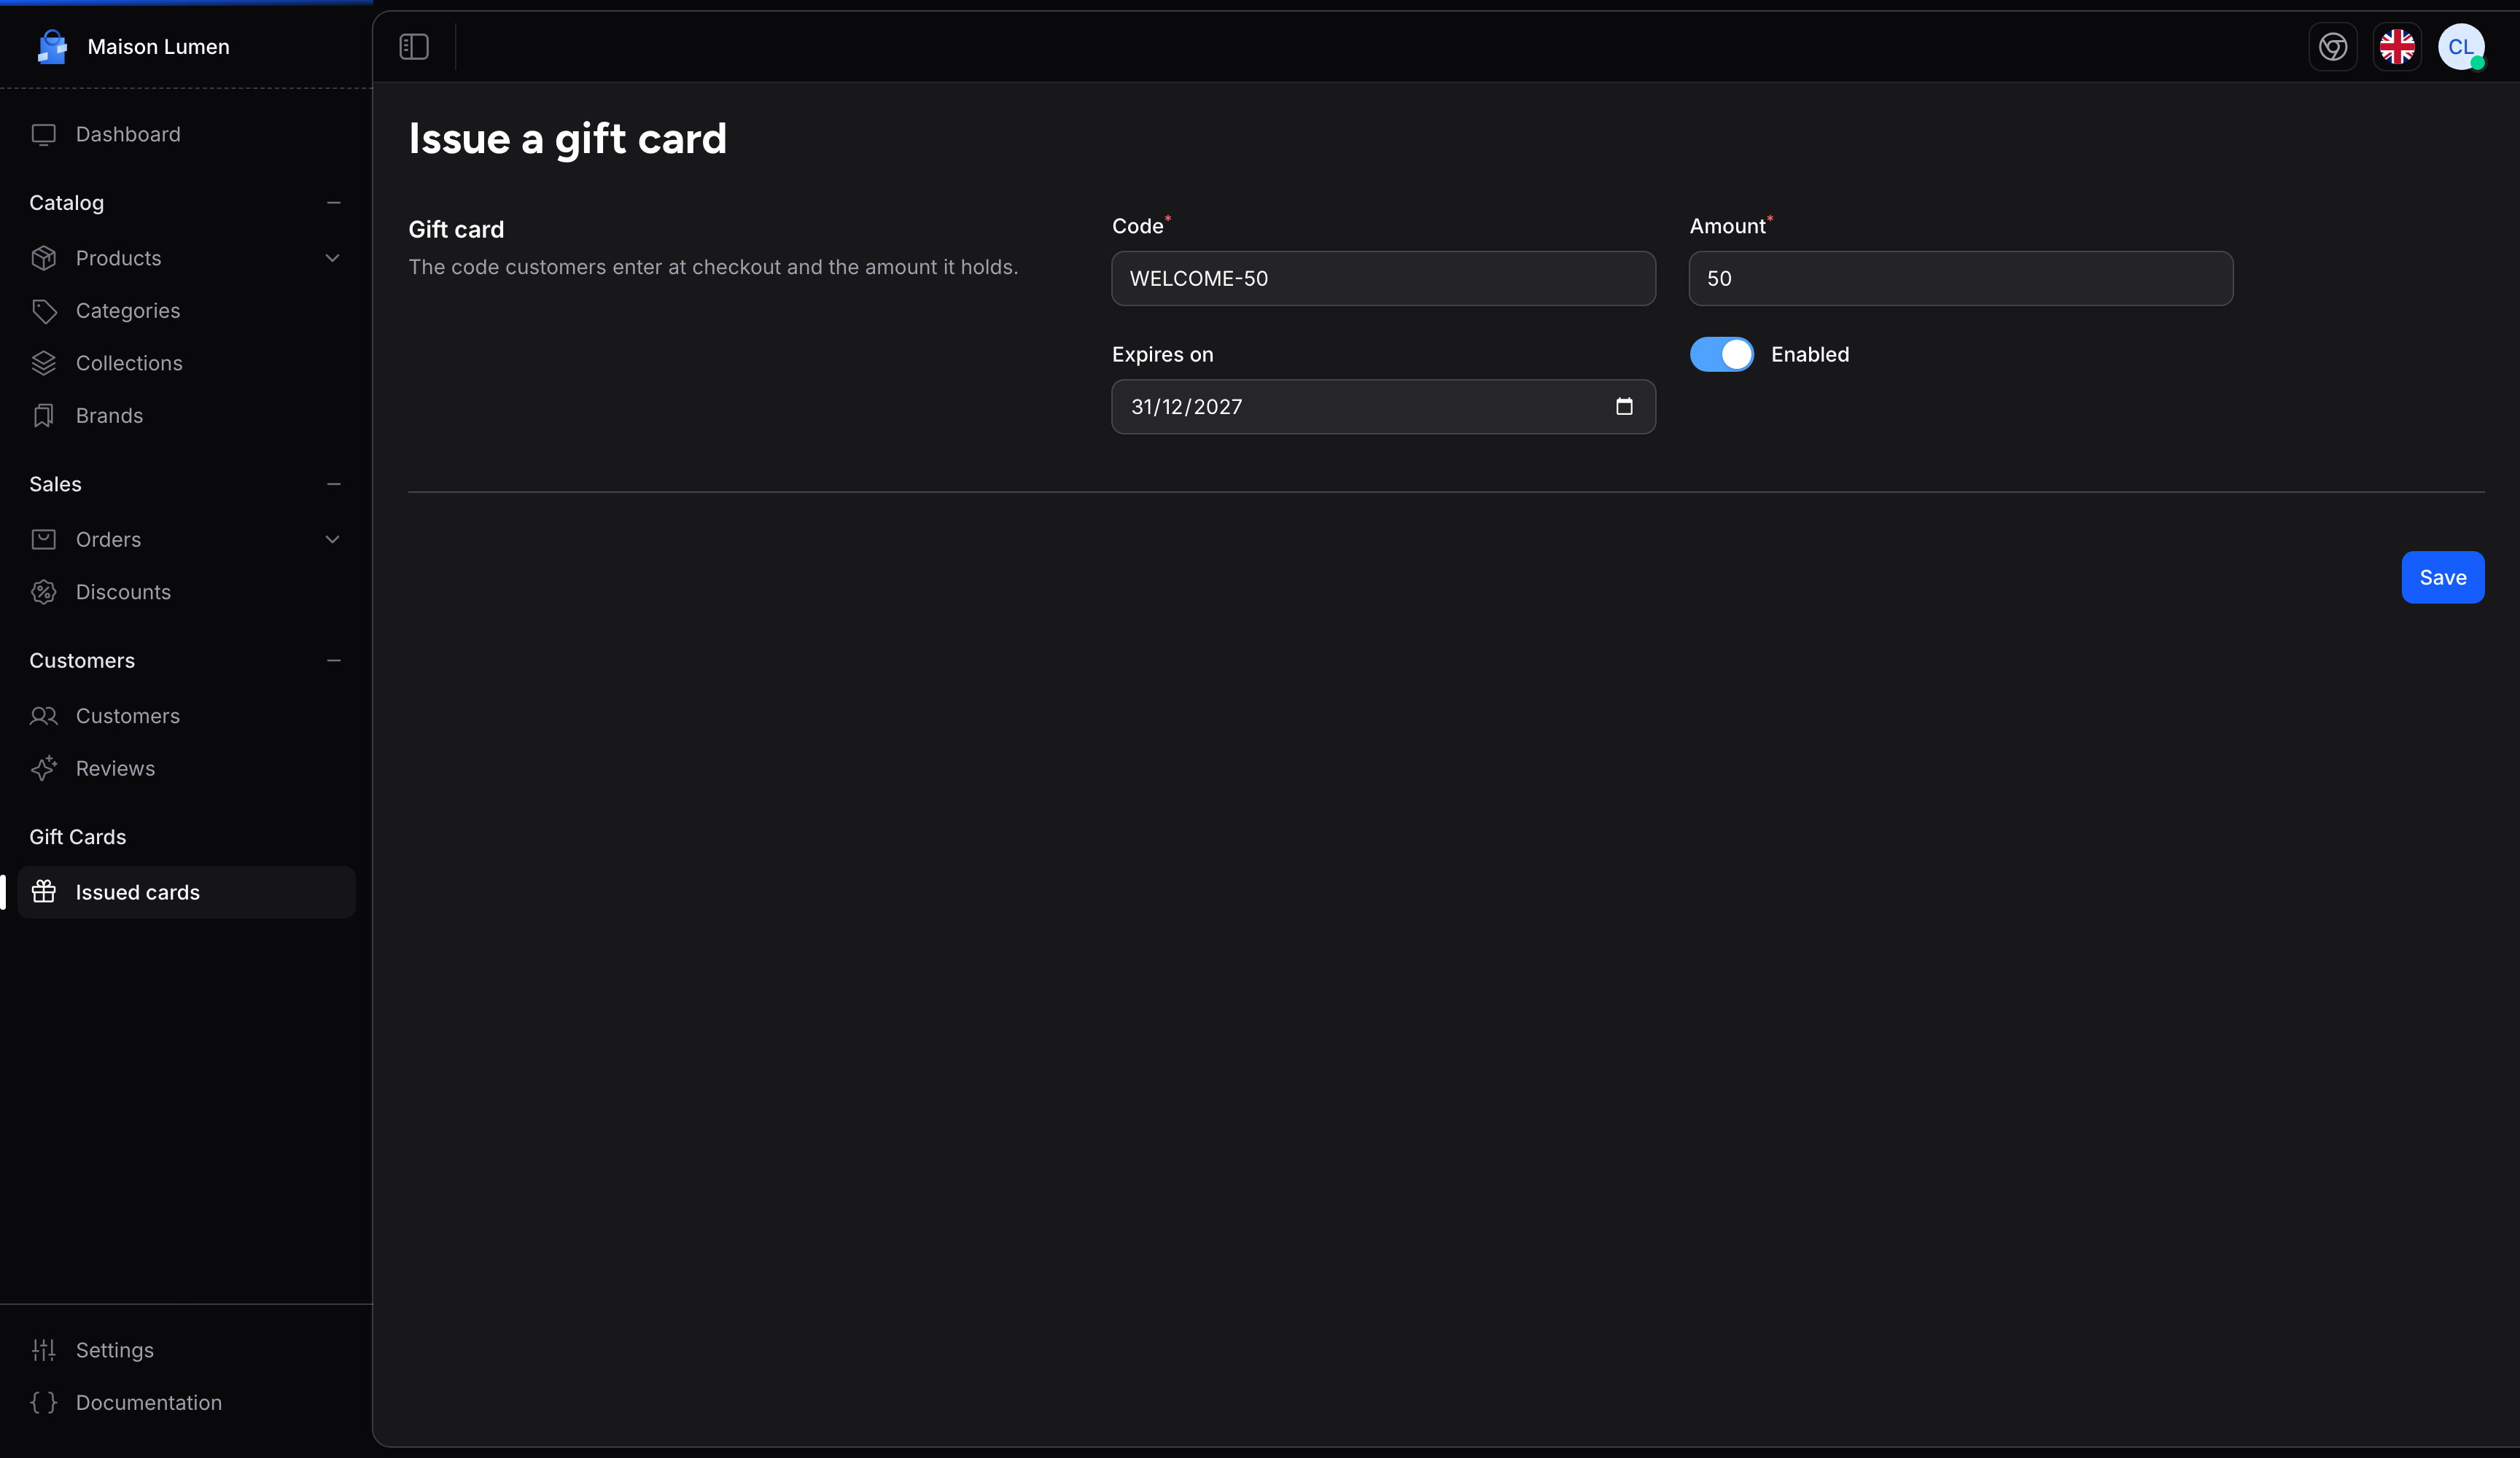 Maison Lumen
CL
Dashboard
Catalog
Products
Categories
Collections
Brands
Sales
Orders
Discounts
Customers
Customers
Reviews
Gift Cards
Issued cards
Settings
Documentation
Issue a gift card
Gift card
The code customers enter at checkout and the amount it holds.
Code*
WELCOME-50
Amount*
50
Expires on
31/12/2027
Enabled
Save